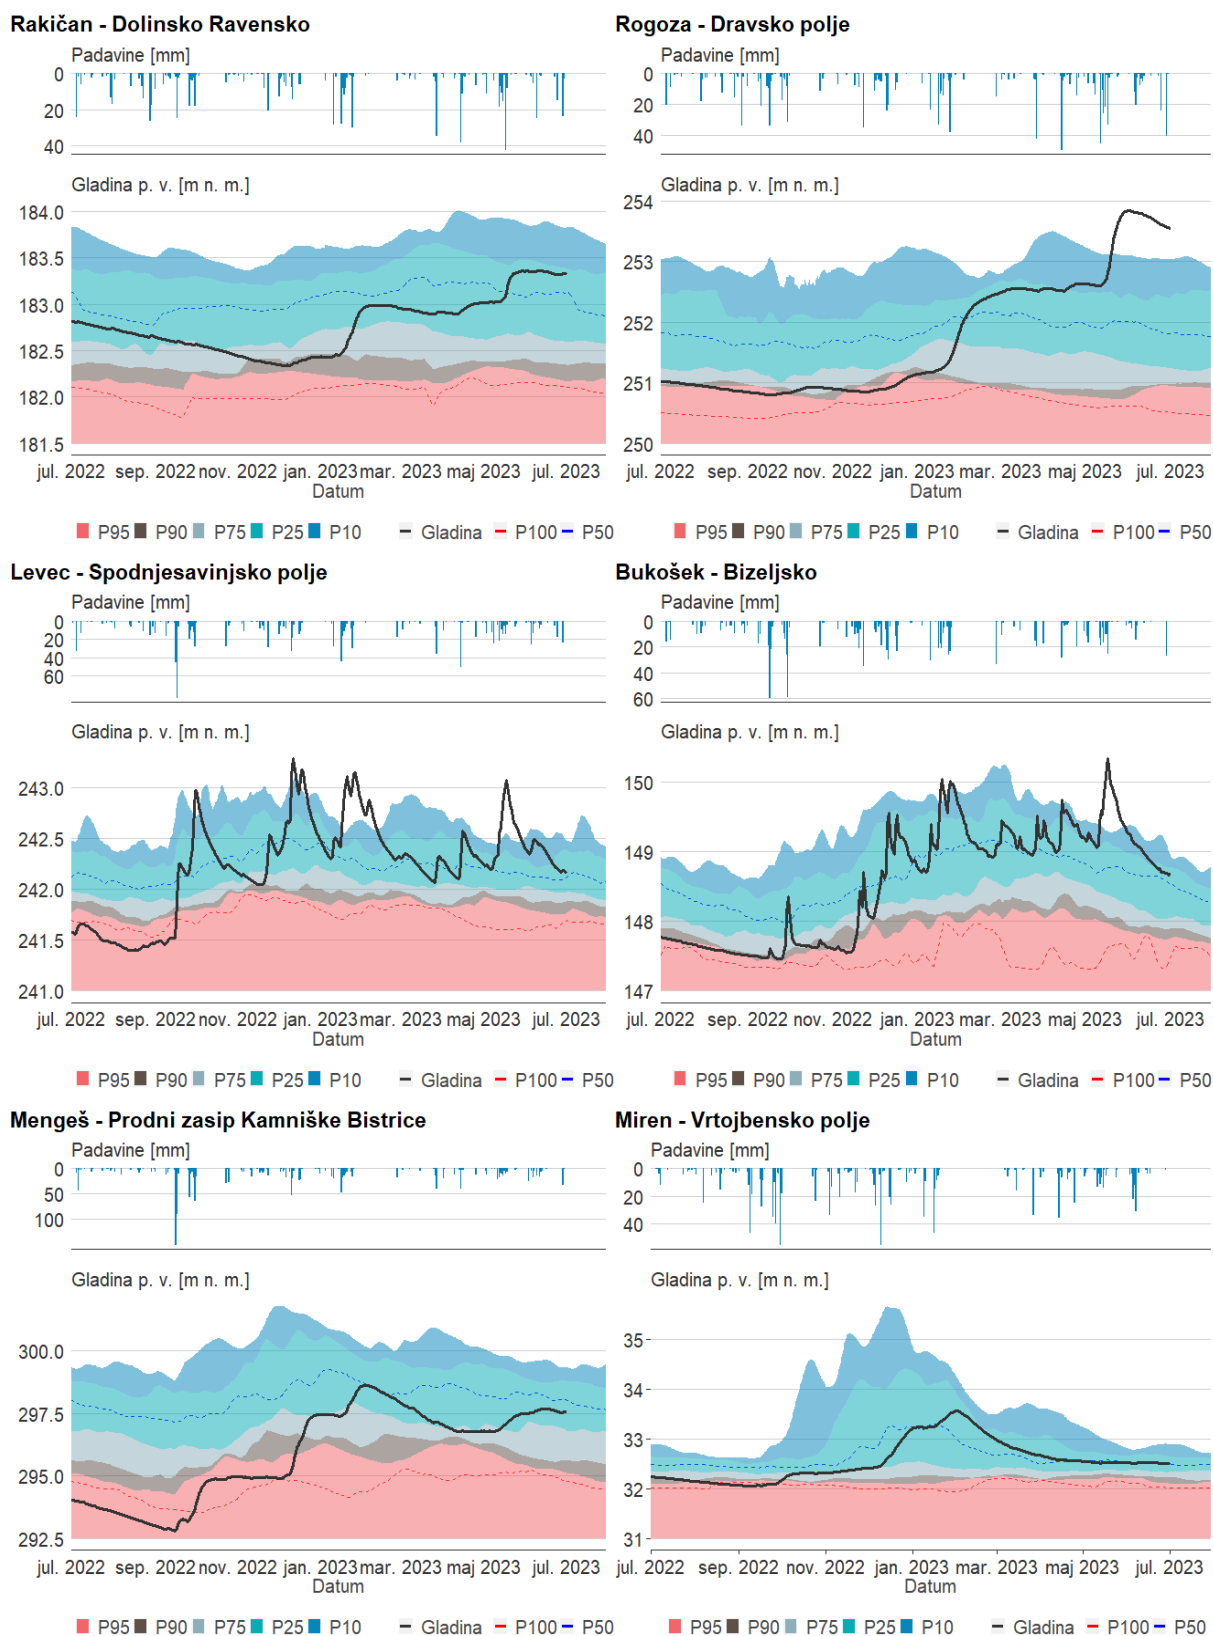 Rakičan - Dolinsko Ravensko
Padavine [mm]
0
20
40
Gladina p. v. [m n. m.]
184.0
183.5
183.0
182.5
182.0
181.5
jul. 2022 sep. 2022 nov. 2022 jan. 2023 mar. 2023 maj 2023 jul. 2023
Datum
P95 P90 P75 P25 P10 Gladina P100 P50
Rogoza - Dravsko polje
Padavine [mm]
0
20
40
Gladina p. v. [m n. m.]
254
253
252
251
250
jul. 2022 sep. 2022 nov. 2022 jan. 2023 mar. 2023 maj 2023 jul. 2023
Datum
P95 P90 P75 P25 P10 Gladina P100 P50
Levec - Spodnjesavinjsko polje
Padavine [mm]
0
20
40
60
Gladina p. v. [m n. m.]
243.0
242.5
242.0
241.5
241.0
jul. 2022 sep. 2022 nov. 2022 jan. 2023 mar. 2023 maj 2023 jul. 2023
Datum
P95 P90 P75 P25 P10 Gladina P100 P50
Bukošek - Bizeljsko
Padavine [mm]
0
20
40
60
Gladina p. v. [m n. m.]
150
149
148
147
jul. 2022 sep. 2022 nov. 2022 jan. 2023 mar. 2023 maj 2023 jul. 2023
Datum
P95 P90 P75 P25 P10 Gladina P100 P50
Mengeš - Prodni zasip Kamniške Bistrice
Padavine [mm]
0
50
100
Gladina p. v. [m n. m.]
300.0
297.5
295.0
292.5
jul. 2022 sep. 2022 nov. 2022 jan. 2023 mar. 2023 maj 2023 jul. 2023
Datum
P95 P90 P75 P25 P10 Gladina P100 P50
Miren - Vrtojbensko polje
Padavine [mm]
0
20
40
Gladina p. v. [m n. m.]
35
34
33
32
31
jul. 2022 sep. 2022 nov. 2022 jan. 2023 mar. 2023 maj 2023 jul. 2023
Datum
P95 P90 P75 P25 P10 Gladina P100 P50